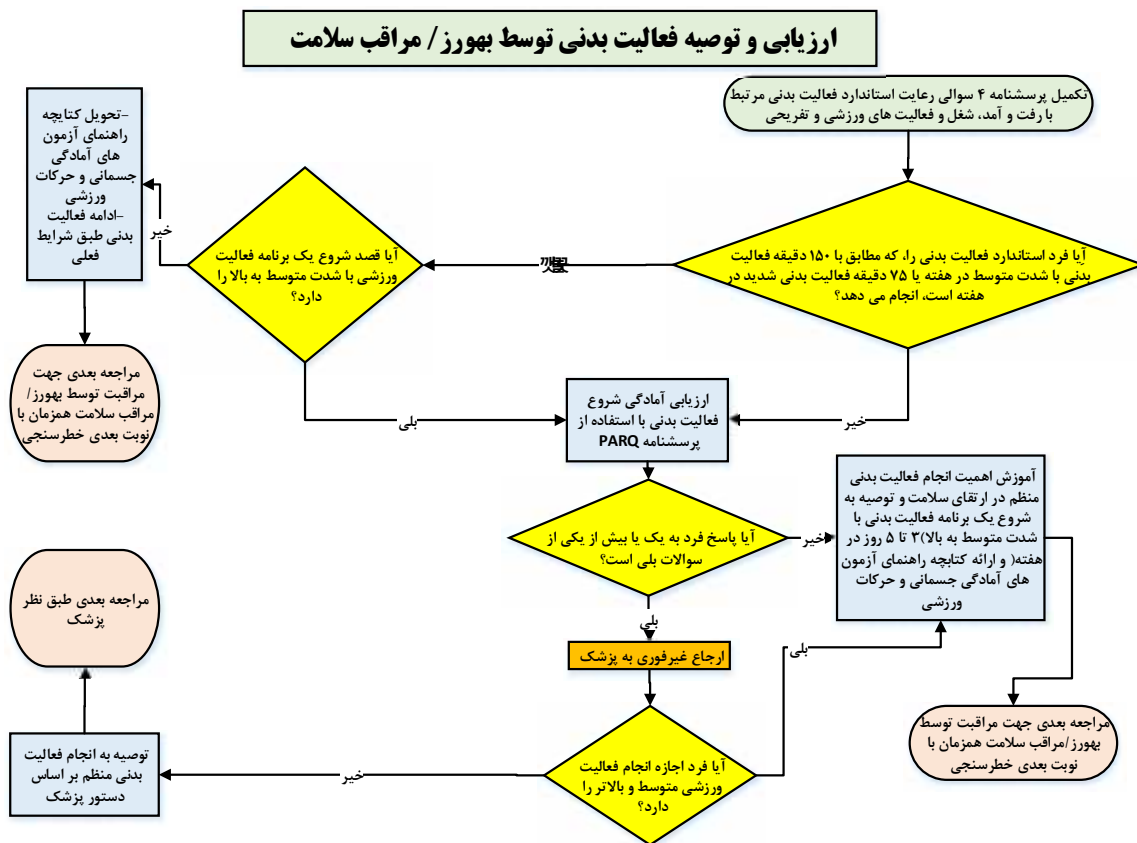 ارزیابی و توصیه فعالیت بدنی توسط بهورز/ مراقب سلامت
تکمیل پرسشنامه ۴ سوالی رعایت استاندارد فعالیت بدنی مرتبط
با رفت و آمد، شغل و فعالیت های ورزشی و تفریحی
آیا فرد استاندارد فعالیت بدنی را، که مطابق با ۱۵۰ دقیقه فعالیت
بدنی با شدت متوسط در هفته یا ۷۵ دقیقه فعالیت بدنی شدید در
هفته است، انجام می دهد؟
آیا قصد شروع یک برنامه فعالیت
ورزشی با شدت متوسط به بالا را
دارد؟
خیر
-تحویل کتابچه
راهنمای آزمون
های آمادگی
جسمانی و حرکات
ورزشی
-ادامه فعالیت
بدنی طبق شرایط
فعلی
مراجعه بعدی جهت
مراقبت توسط بهورز/
مراقب سلامت همزمان با
نوبت بعدی خطرسنجی
خیر
بلی
ارزیابی آمادگی شروع
فعالیت بدنی با استفاده از
پرسشنامه PARQ
آیا پاسخ فرد به یک یا بیش از یکی از
سوالات بلی است؟
خیر
آموزش اهمیت انجام فعالیت بدنی
منظم در ارتقای سلامت و توصیه به
شروع یک برنامه فعالیت بدنی با
شدت متوسط به بالا)۳ تا ۵ روز در
هفته( و ارائه کتابچه راهنمای آزمون
های آمادگی جسمانی و حرکات
ورزشی
بلی
ارجاع غیرفوری به پزشک
بلی
آیا فرد اجازه انجام فعالیت
ورزشی متوسط و بالاتر را
دارد؟
مراجعه بعدی جهت مراقبت توسط
بهورز/مراقب سلامت همزمان با
نوبت بعدی خطرسنجی
خیر
توصیه به انجام فعالیت
بدنی منظم بر اساس
دستور پزشک
مراجعه بعدی طبق نظر
پزشک